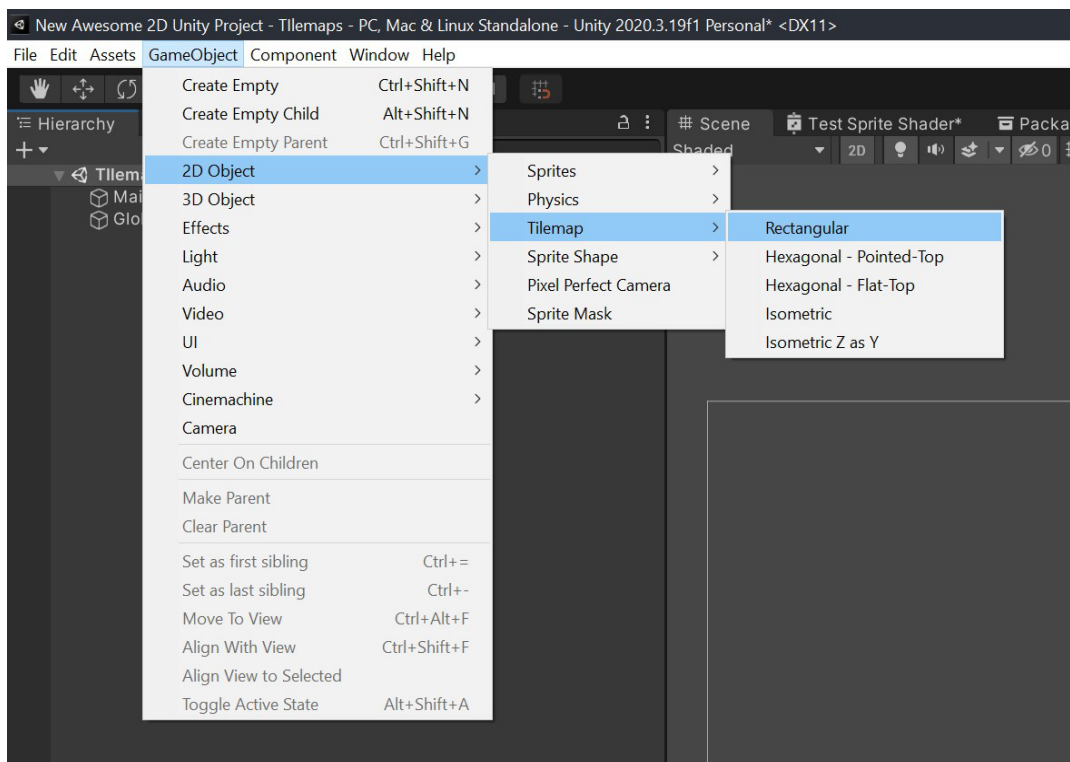 New Awesome 2D Unity Project - TIlemaps - PC, Mac & Linux Standalone - Unity 2020.3.19f1 Personal* <DX11>
File Edit Assets GameObject Component Window Help
Hierarchy
# Scene Test Sprite Shader* Packa
Shaded 2D 0
TIlem
Mai
Glo
Create Empty Ctrl+Shift+N
Create Empty Child Alt+Shift+N
Create Empty Parent Ctrl+Shift+G
2D Object >
3D Object >
Effects >
Light >
Audio >
Video >
UI >
Volume >
Cinemachine >
Camera
Center On Children
Make Parent
Clear Parent
Set as first sibling Ctrl+=
Set as last sibling Ctrl+-
Move To View Ctrl+Alt+F
Align With View Ctrl+Shift+F
Align View to Selected
Toggle Active State Alt+Shift+A
Sprites >
Physics >
Tilemap >
Sprite Shape >
Pixel Perfect Camera
Sprite Mask
Rectangular
Hexagonal - Pointed-Top
Hexagonal - Flat-Top
Isometric
Isometric Z as Y